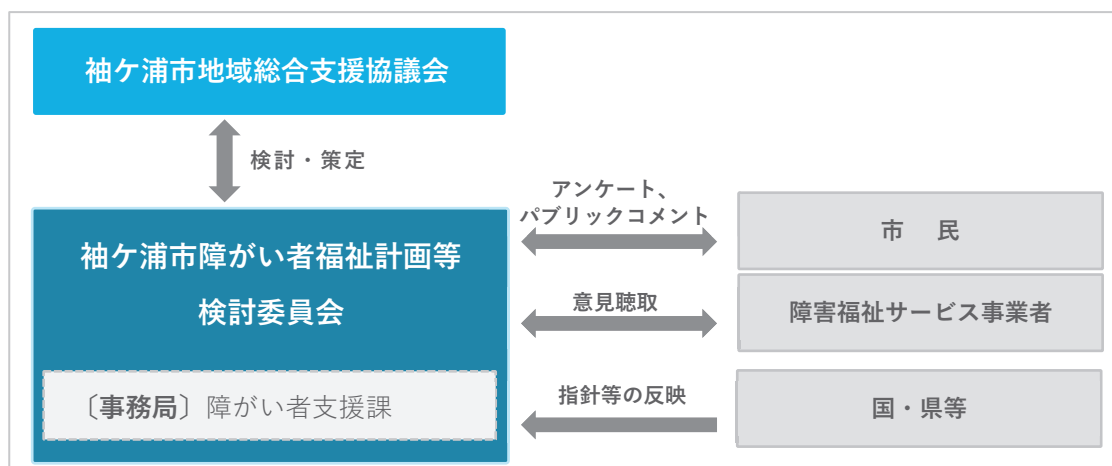 袖ケ浦市地域総合支援協議会
検討・策定
袖ケ浦市障がい者福祉計画等
検討委員会
〔事務局〕障がい者支援課
アンケート、
パブリックコメント
市　民
意見聴取
障害福祉サービス事業者
指針等の反映
国・県等